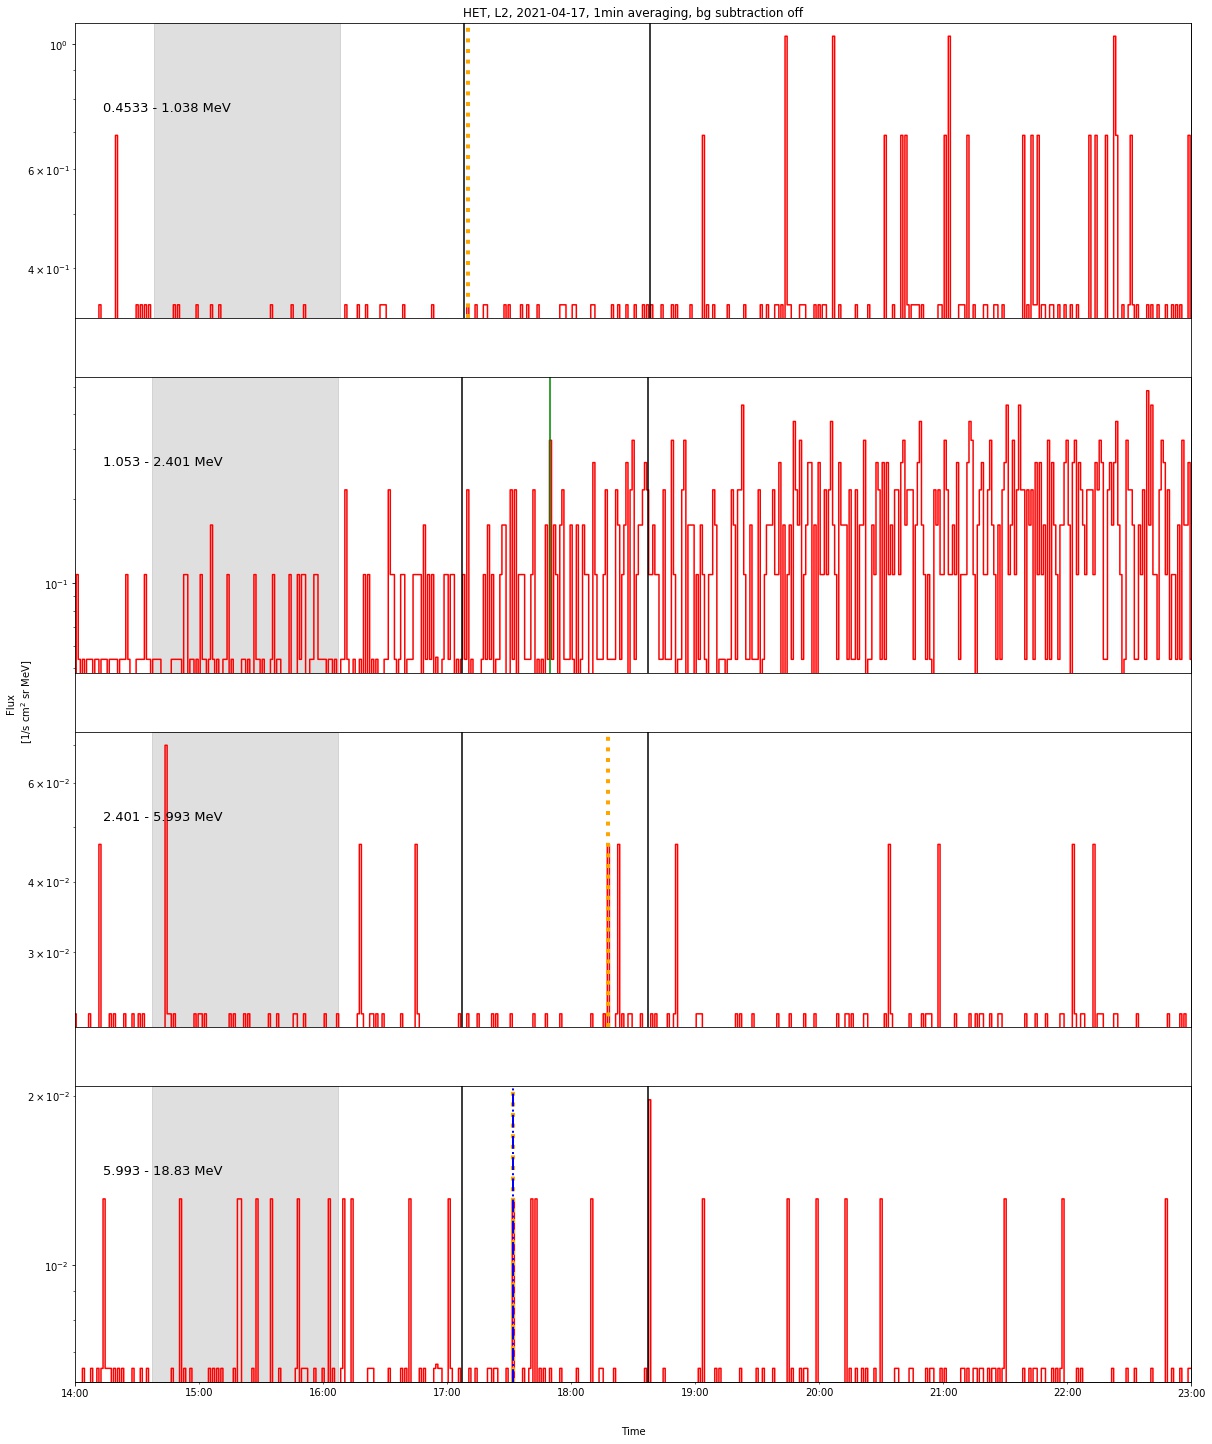 HET, L2, 2021-04-17, 1min averaging, bg subtraction off
10⁰
6 × 10⁻¹
4 × 10⁻¹
0.4533 - 1.038 MeV
10⁻¹
1.053 - 2.401 MeV
Flux
[1/s cm² sr MeV]
6 × 10⁻²
4 × 10⁻²
3 × 10⁻²
2.401 - 5.993 MeV
2 × 10⁻²
10⁻²
5.993 - 18.83 MeV
14:00 15:00 16:00 17:00 18:00 19:00 20:00 21:00 22:00 23:00
Time